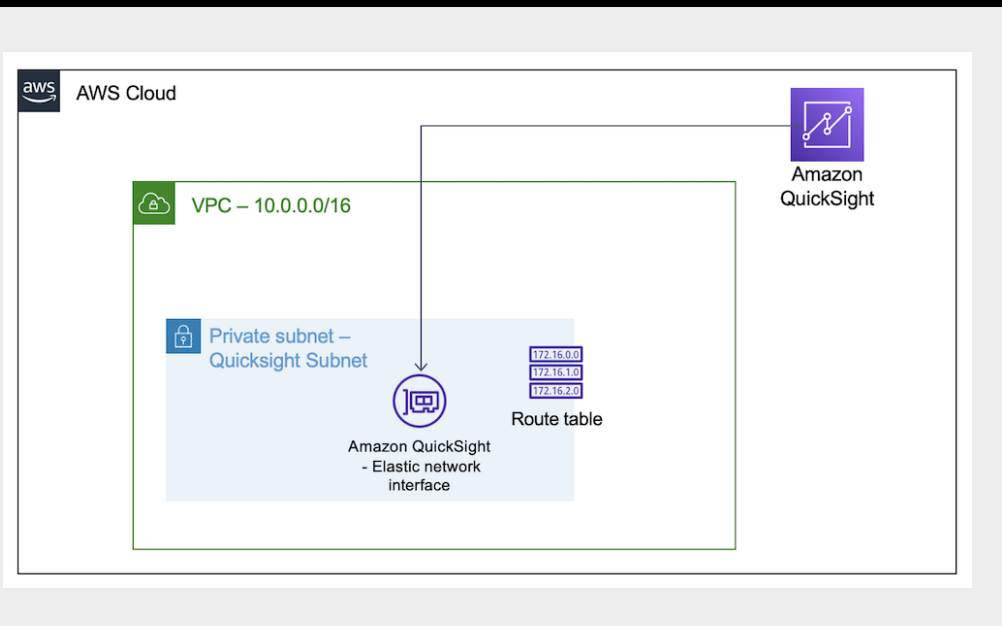 aws
AWS Cloud
Amazon
QuickSight
VPC – 10.0.0.0/16
Private subnet –
Quicksight Subnet
172.16.0.0
172.16.1.0
172.16.2.0
Route table
Amazon QuickSight
- Elastic network
interface